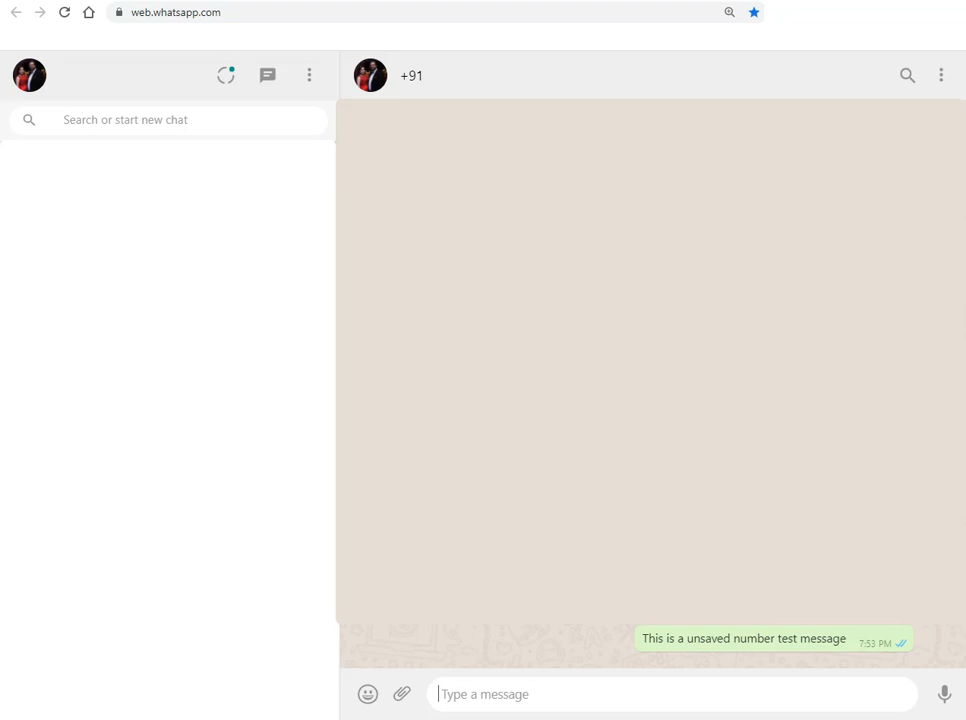 web.whatsapp.com
+91
Search or start new chat
This is a unsaved number test message 7:53 PM
Type a message